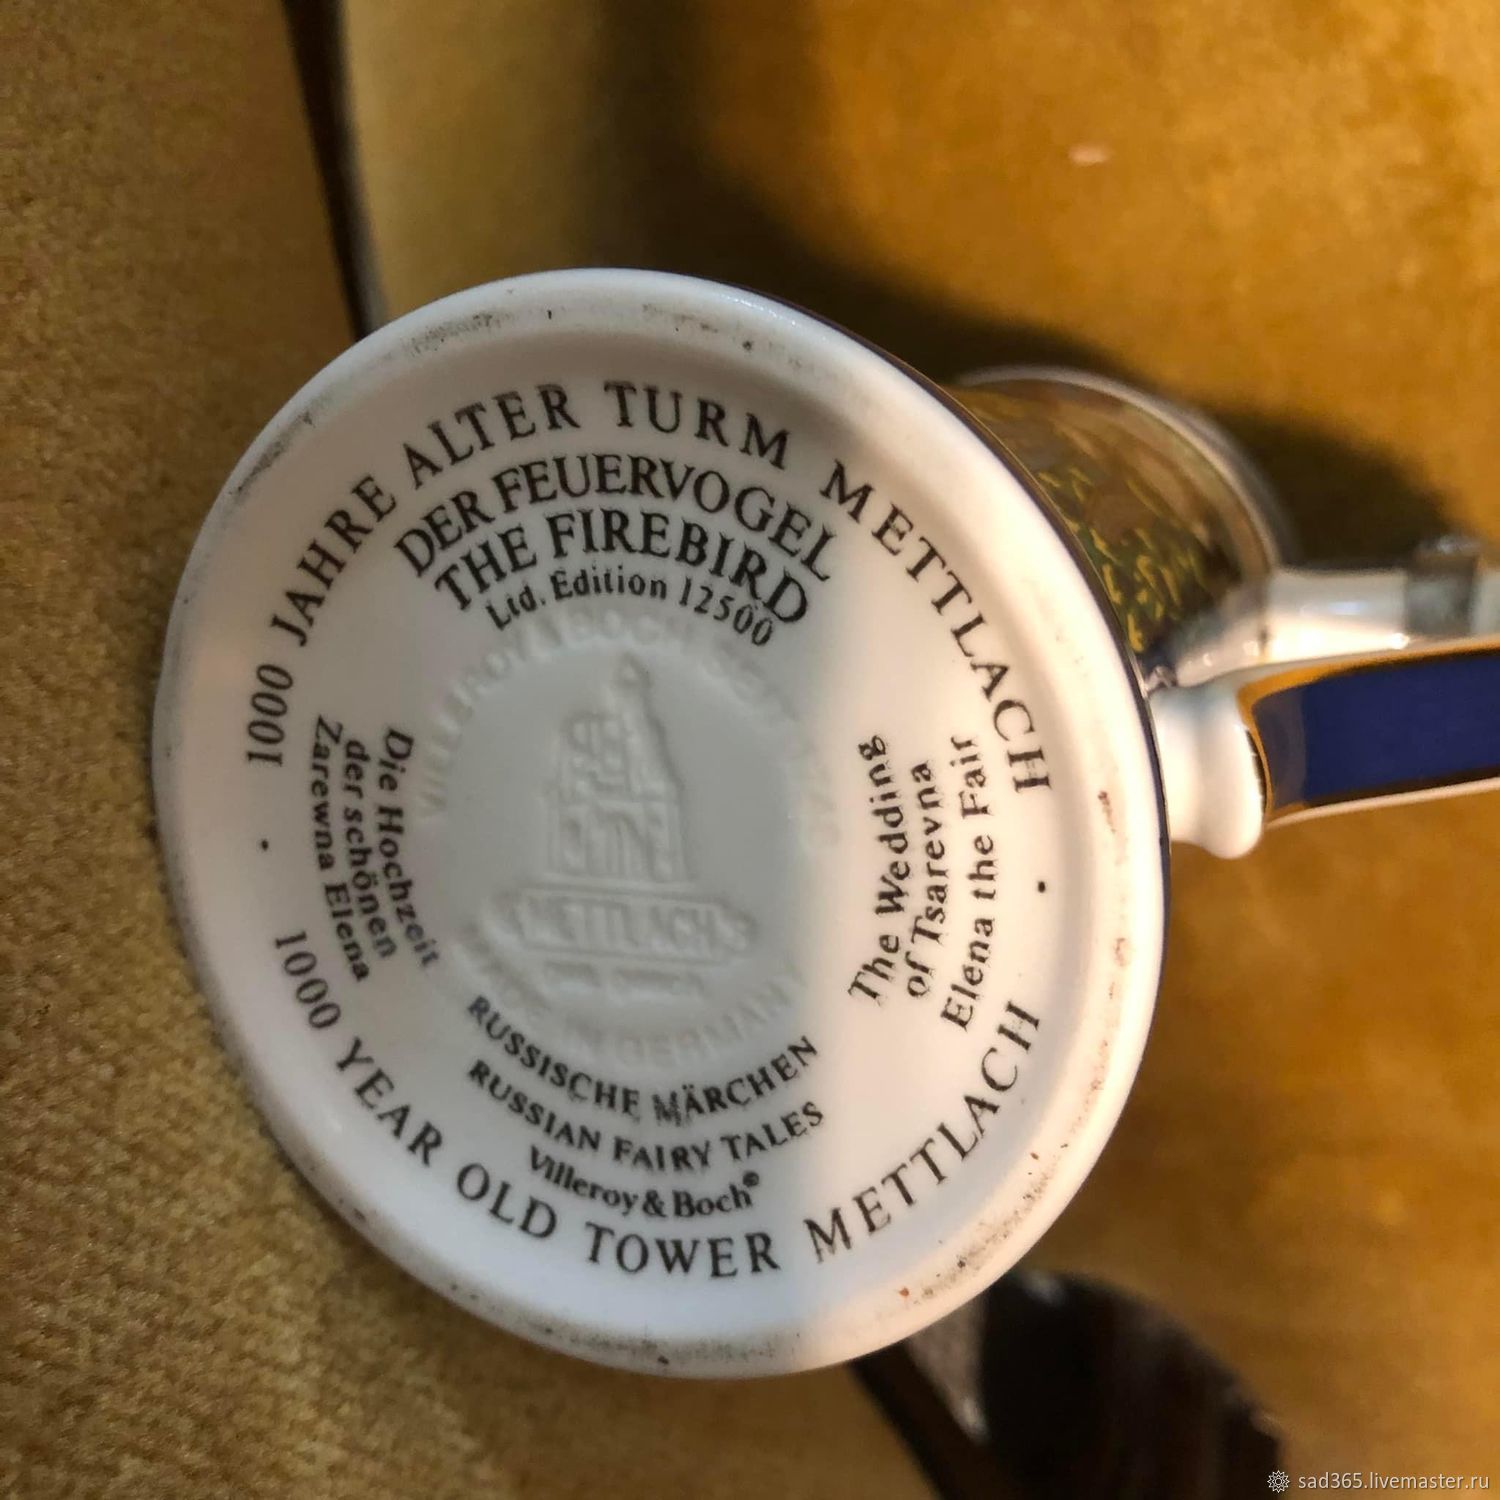 1000 JAHRE ALTER TURM METTLACH
DER FEUERVOGEL
THE FIREBIRD
Ltd. Edition 12500
VILLEROY & BOCH
METTLACH
MADE IN GERMANY
Die Hochzeit
der schönen
Zarewna Elena
The Wedding
of Tsarevna
Elena the Fair
RUSSISCHE MÄRCHEN
RUSSIAN FAIRY TALES
Villeroy & Boch®
1000 YEAR OLD TOWER METTLACH
sad365.livemaster.ru